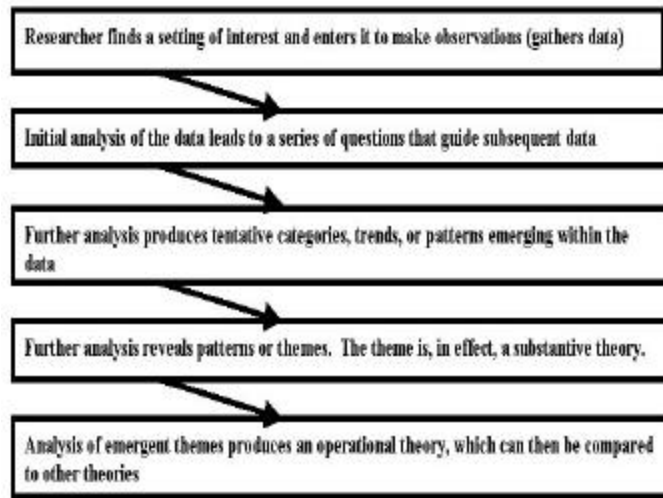 Researcher finds a setting of interest and enters it to make observations (gathers data)
Initial analysis of the data leads to a series of questions that guide subsequent data
Further analysis produces tentative categories, trends, or patterns emerging within the
data
Further analysis reveals patterns or themes. The theme is, in effect, a substantive theory.
Analysis of emergent themes produces an operational theory, which can then be compared
to other theories